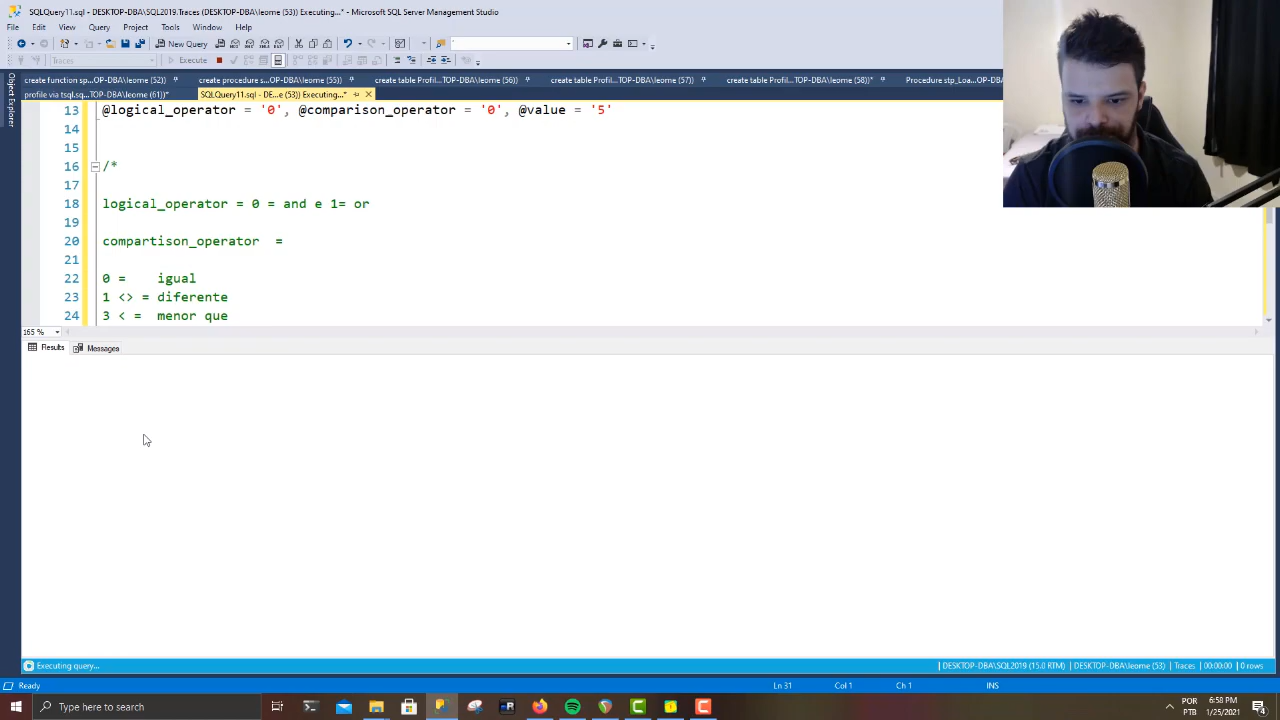 SQLQuery11.sql - DESKTOP-DBA\SQL2019.Traces (DESKTOP-DBA\leome (53)) Executing...* - Microsoft SQL Server Management Studio
File Edit View Query Project Tools Window Help
New Query
Traces Execute
create function sp...OP-DBA\leome (52)) create procedure s...OP-DBA\leome (55)) create table Profil...TOP-DBA\leome (56)) create table Profil...TOP-DBA\leome (57)) create table Profil...TOP-DBA\leome (58))* Procedure stp_Loa...OP-DBA
profile via tsql.sq...TOP-DBA\leome (61))* SQLQuery11.sql - DE...e (53)) Executing...*
Object Explorer
13 @logical_operator = '0', @comparison_operator = '0', @value = '5'
14
15
16 /*
17
18 logical_operator = 0 = and e 1= or
19
20 compartison_operator =
21
22 0 = igual
23 1 <> = diferente
24 3 < = menor que
165 %
Results Messages
Executing query... DESKTOP-DBA\SQL2019 (15.0 RTM) DESKTOP-DBA\leome (53) Traces 00:00:00 0 rows
Ready Ln 31 Col 1 Ch 1 INS
Type here to search
POR 6:58 PM
PTB 1/25/2021
4